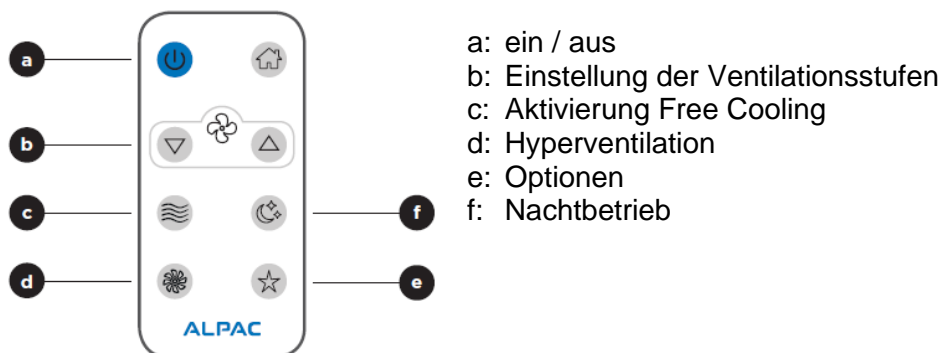 a
b
c
d
f
e
ALPAC
a: ein / aus
b: Einstellung der Ventilationsstufen
c: Aktivierung Free Cooling
d: Hyperventilation
e: Optionen
f: Nachtbetrieb